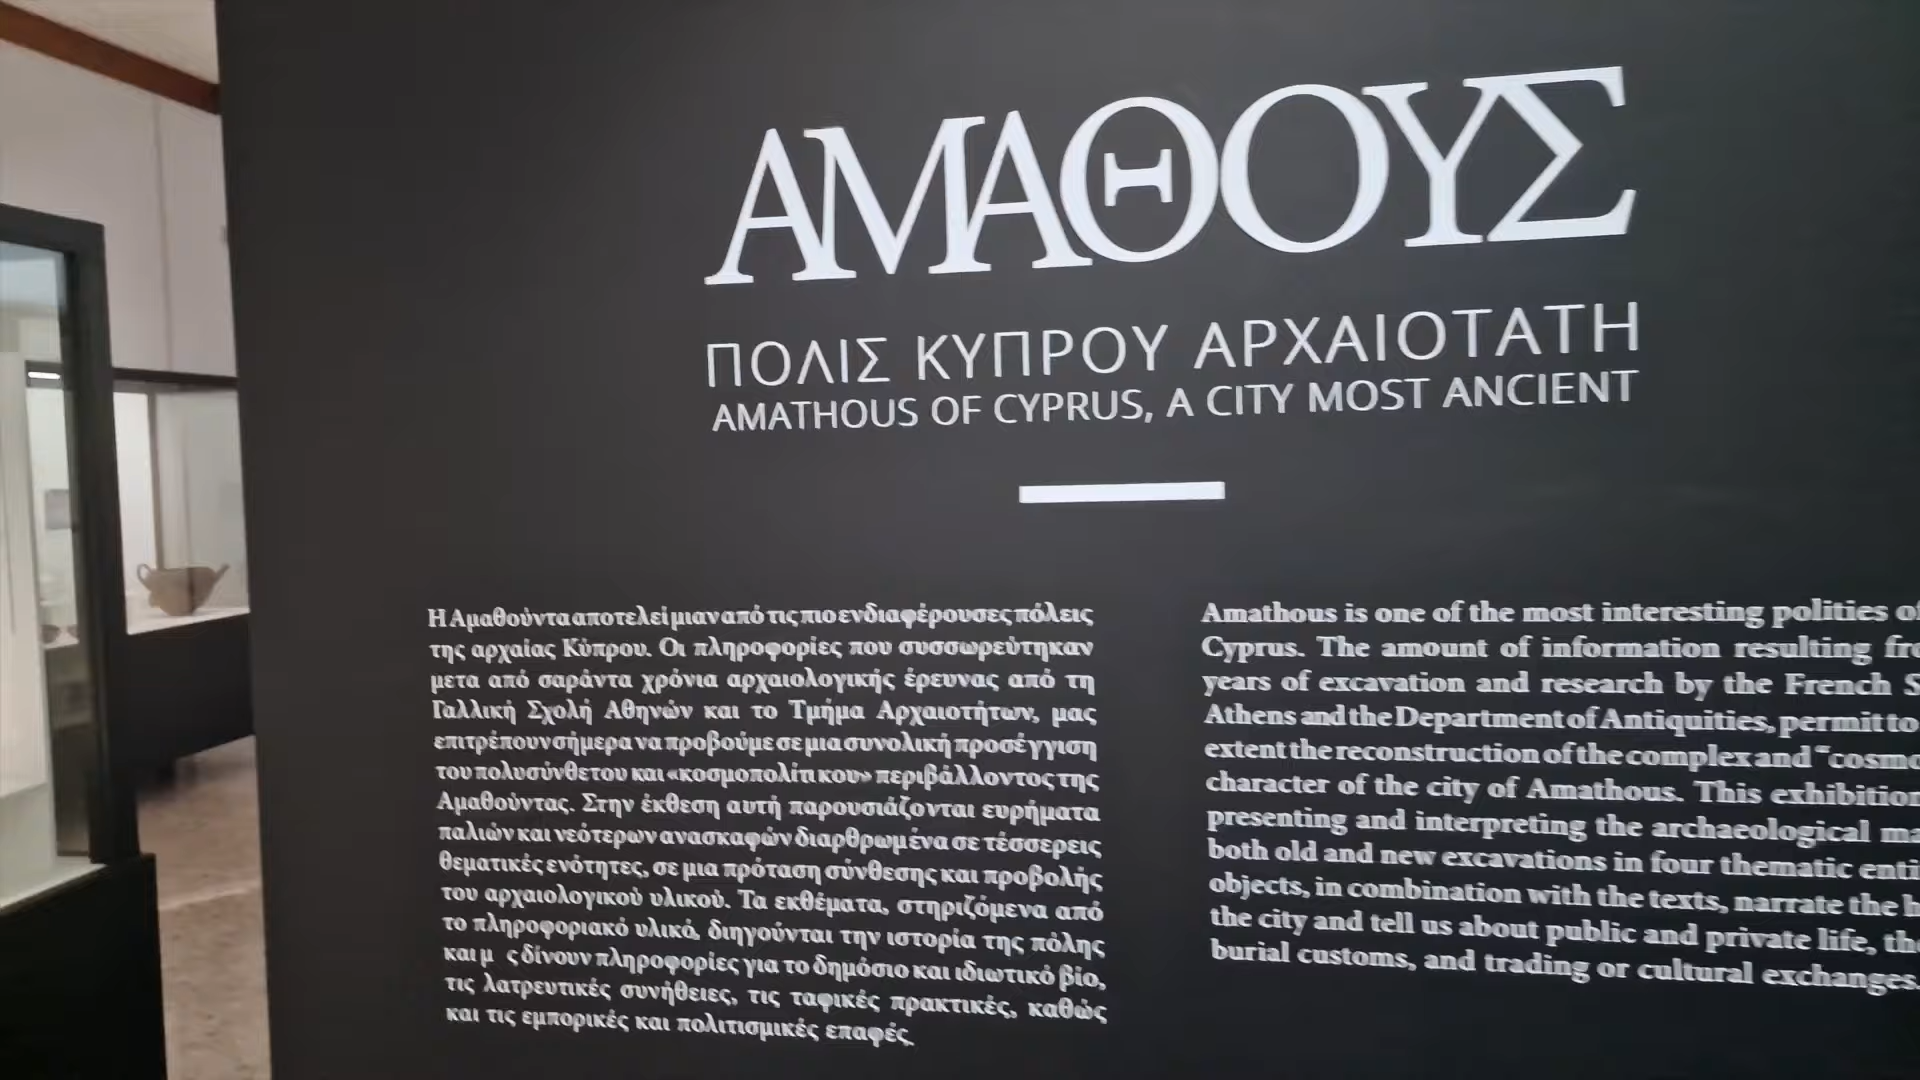 ΑΜΑΘΟΥΣ
ΠΟΛΙΣ ΚΥΠΡΟΥ ΑΡΧΑΙΟΤΑΤΗ
AMATHOUS OF CYPRUS, A CITY MOST ANCIENT
Η Αμαθούντα αποτελεί μιαν από τις πιο ενδιαφέρουσες πόλεις
της αρχαίας Κύπρου. Οι πληροφορίες που συσσωρεύτηκαν
μετα από σαράντα χρόνια αρχαιολογικής έρευνας από τη
Γαλλική Σχολή Αθηνών και το Τμήμα Αρχαιοτήτων, μας
επιτρέπουν σήμερα να προβούμε σε μια συνολική προσέγγιση
του πολυσύνθετου και «κοσμοπολίτικου» περιβάλλοντος της
Αμαθούντας. Στην έκθεση αυτή παρουσιάζονται ευρήματα
παλιών και νεότερων ανασκαφών διαρθρωμένα σε τέσσερεις
θεματικές ενότητες, σε μια πρόταση σύνθεσης και προβολής
του αρχαιολογικού υλικού. Τα εκθέματα, στηριζόμενα από
το πληροφοριακό υλικό, διηγούνται την ιστορία της πόλης
και μ ς δίνουν πληροφορίες για το δημόσιο και ιδιωτικό βίο,
τις λατρευτικές συνήθειες, τις ταφικές πρακτικές, καθώς
και τις εμπορικές και πολιτισμικές επαφές.
Amathous is one of the most interesting polities
Cyprus. The amount of information resulting
years of excavation and research by the French
Athens and the Department of Antiquities, permit to
extent the reconstruction of the complex and "cosmo
character of the city of Amathous. This exhibition
presenting and interpreting the archaeological
both old and new excavations in four thematic
objects, in combination with the texts, narrate the
the city and tell us about public and private life,
burial customs, and trading or cultural exchanges.